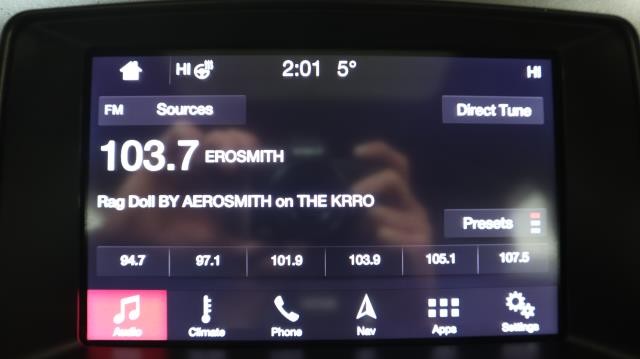 HI 2:01 5° HI
FM Sources Direct Tune
103.7 EROSMITH
Rag Doll BY AEROSMITH on THE KRRO
Presets
94.7 97.1 101.9 103.9 105.1 107.5
Audio Climate Phone Nav Apps Settings